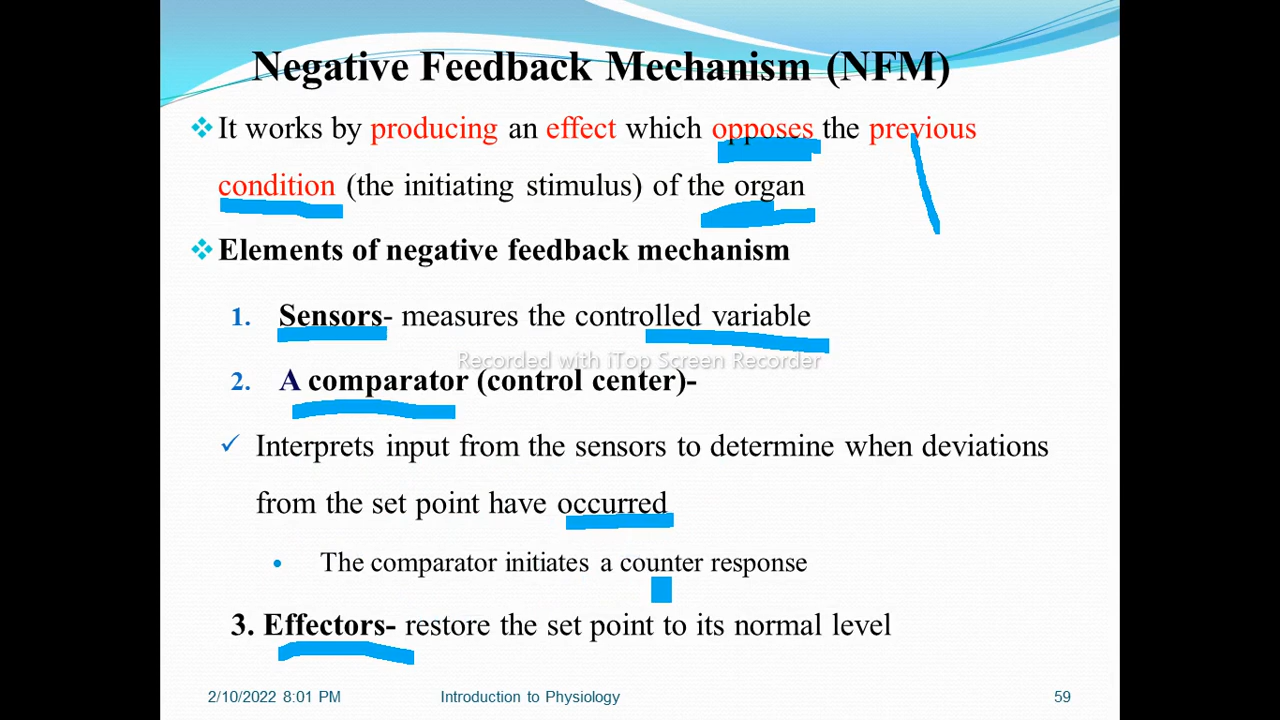 Negative Feedback Mechanism (NFM)
It works by producing an effect which opposes the previous
condition (the initiating stimulus) of the organ
Elements of negative feedback mechanism
1. Sensors- measures the controlled variable
Recorded with iTop Screen Recorder
2. A comparator (control center)-
✓ Interprets input from the sensors to determine when deviations
from the set point have occurred
• The comparator initiates a counter response
3. Effectors- restore the set point to its normal level
2/10/2022 8:01 PM Introduction to Physiology 59